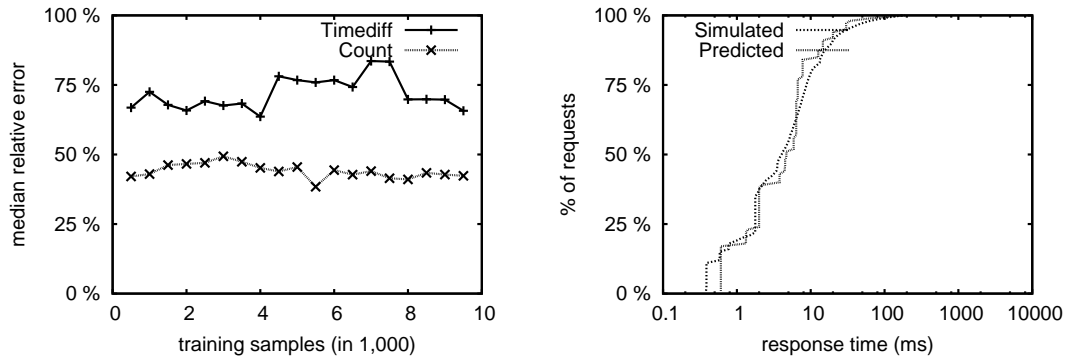 100 %
75 %
50 %
25 %
0 %
median relative error
Timediff
Count
0 2 4 6 8 10
training samples (in 1,000)
100 %
75 %
50 %
25 %
0 %
% of requests
Simulated
Predicted
0.1 1 10 100 1000 10000
response time (ms)